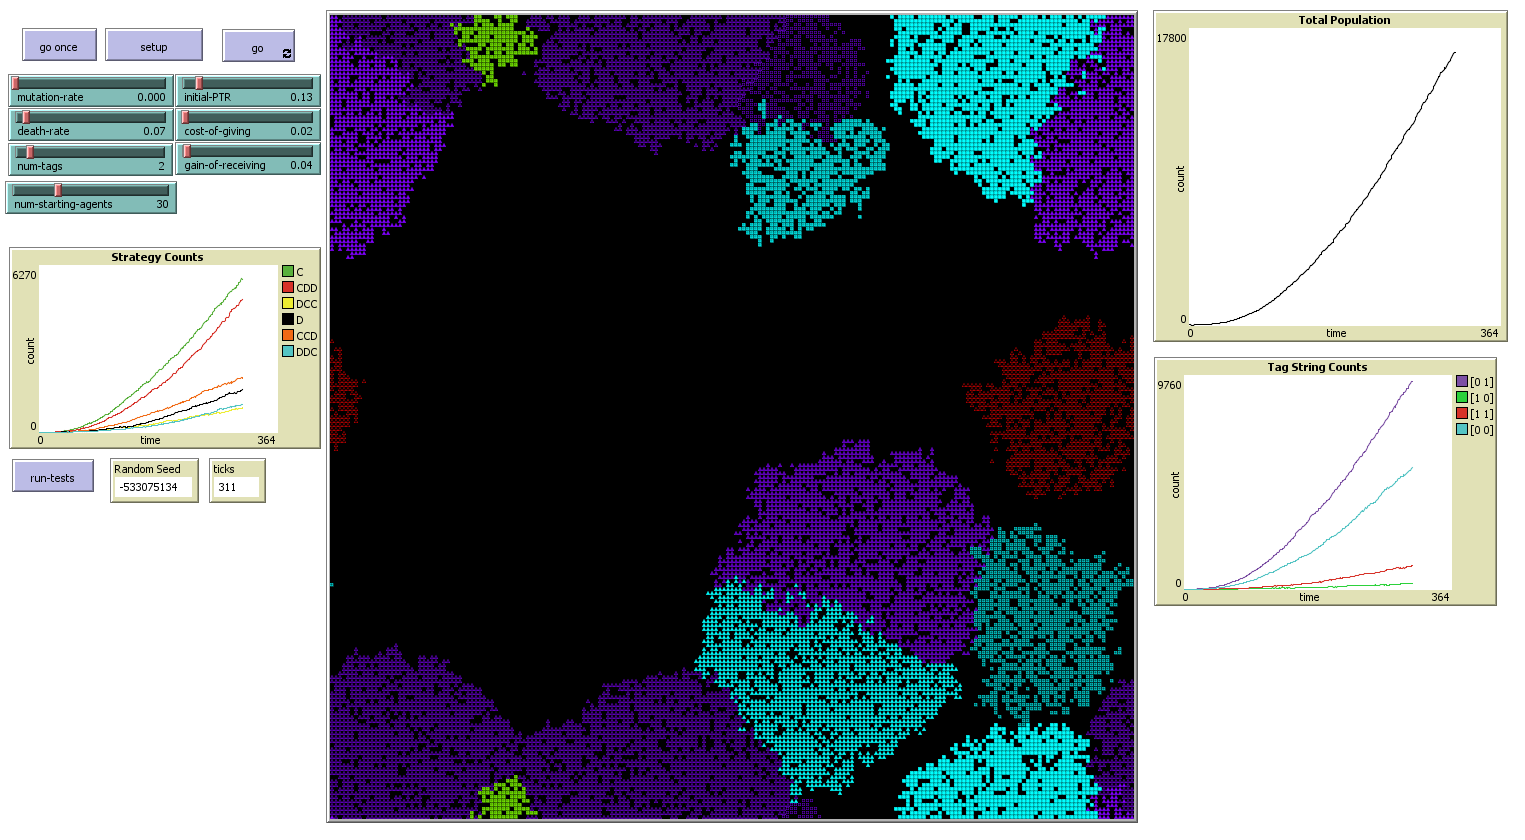 go once
setup
go
mutation-rate 0.000
initial-PTR 0.13
death-rate 0.07
cost-of-giving 0.02
num-tags 2
gain-of-receiving 0.04
num-starting-agents 30
Strategy Counts
6270
count
0
0
time
364
C
CDD
DCC
D
CCD
DDC
run-tests
Random Seed
-533075134
ticks
311
Total Population
17800
count
0
0
time
364
Tag String Counts
9760
count
0
0
time
364
[0 1]
[1 0]
[1 1]
[0 0]